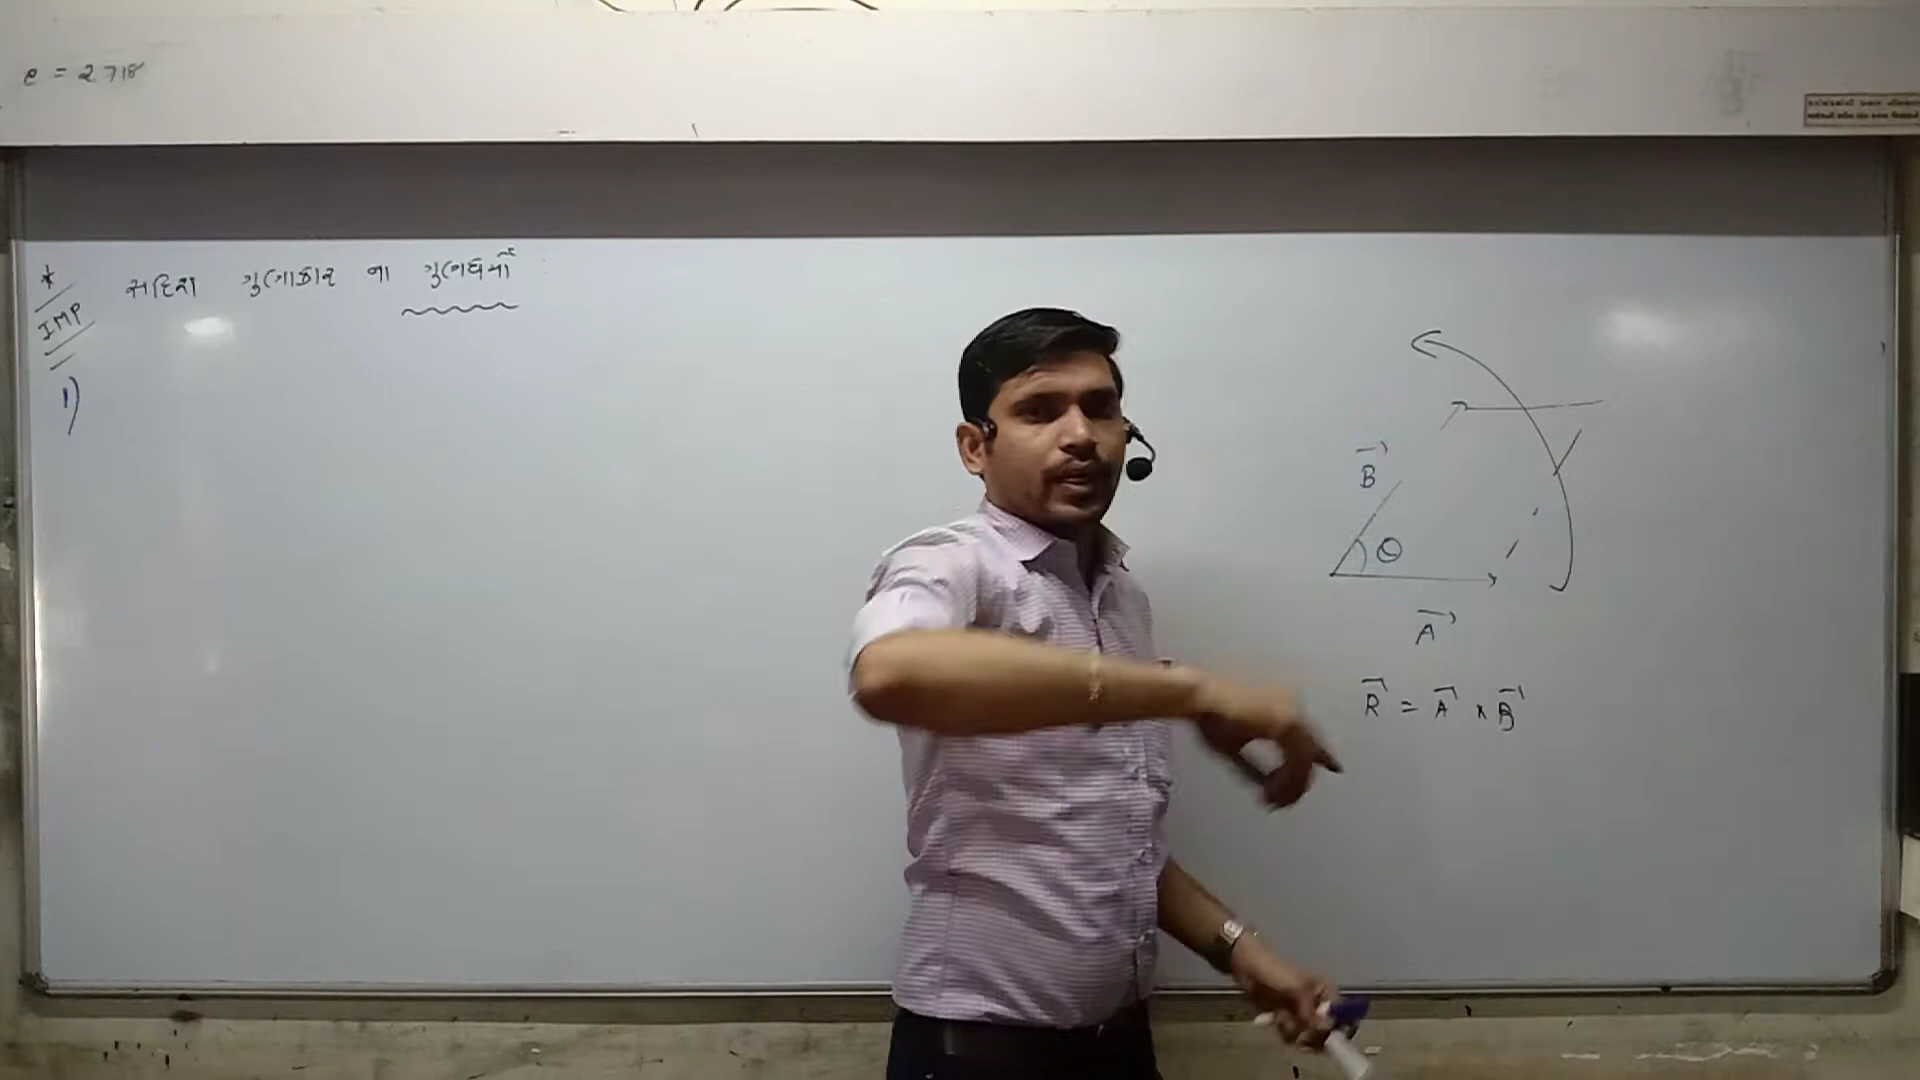 e = 2.718
* સદિશ ગુણાકાર ના ગુણધર્મો
IMP
1)
B
θ
A
R = A × B